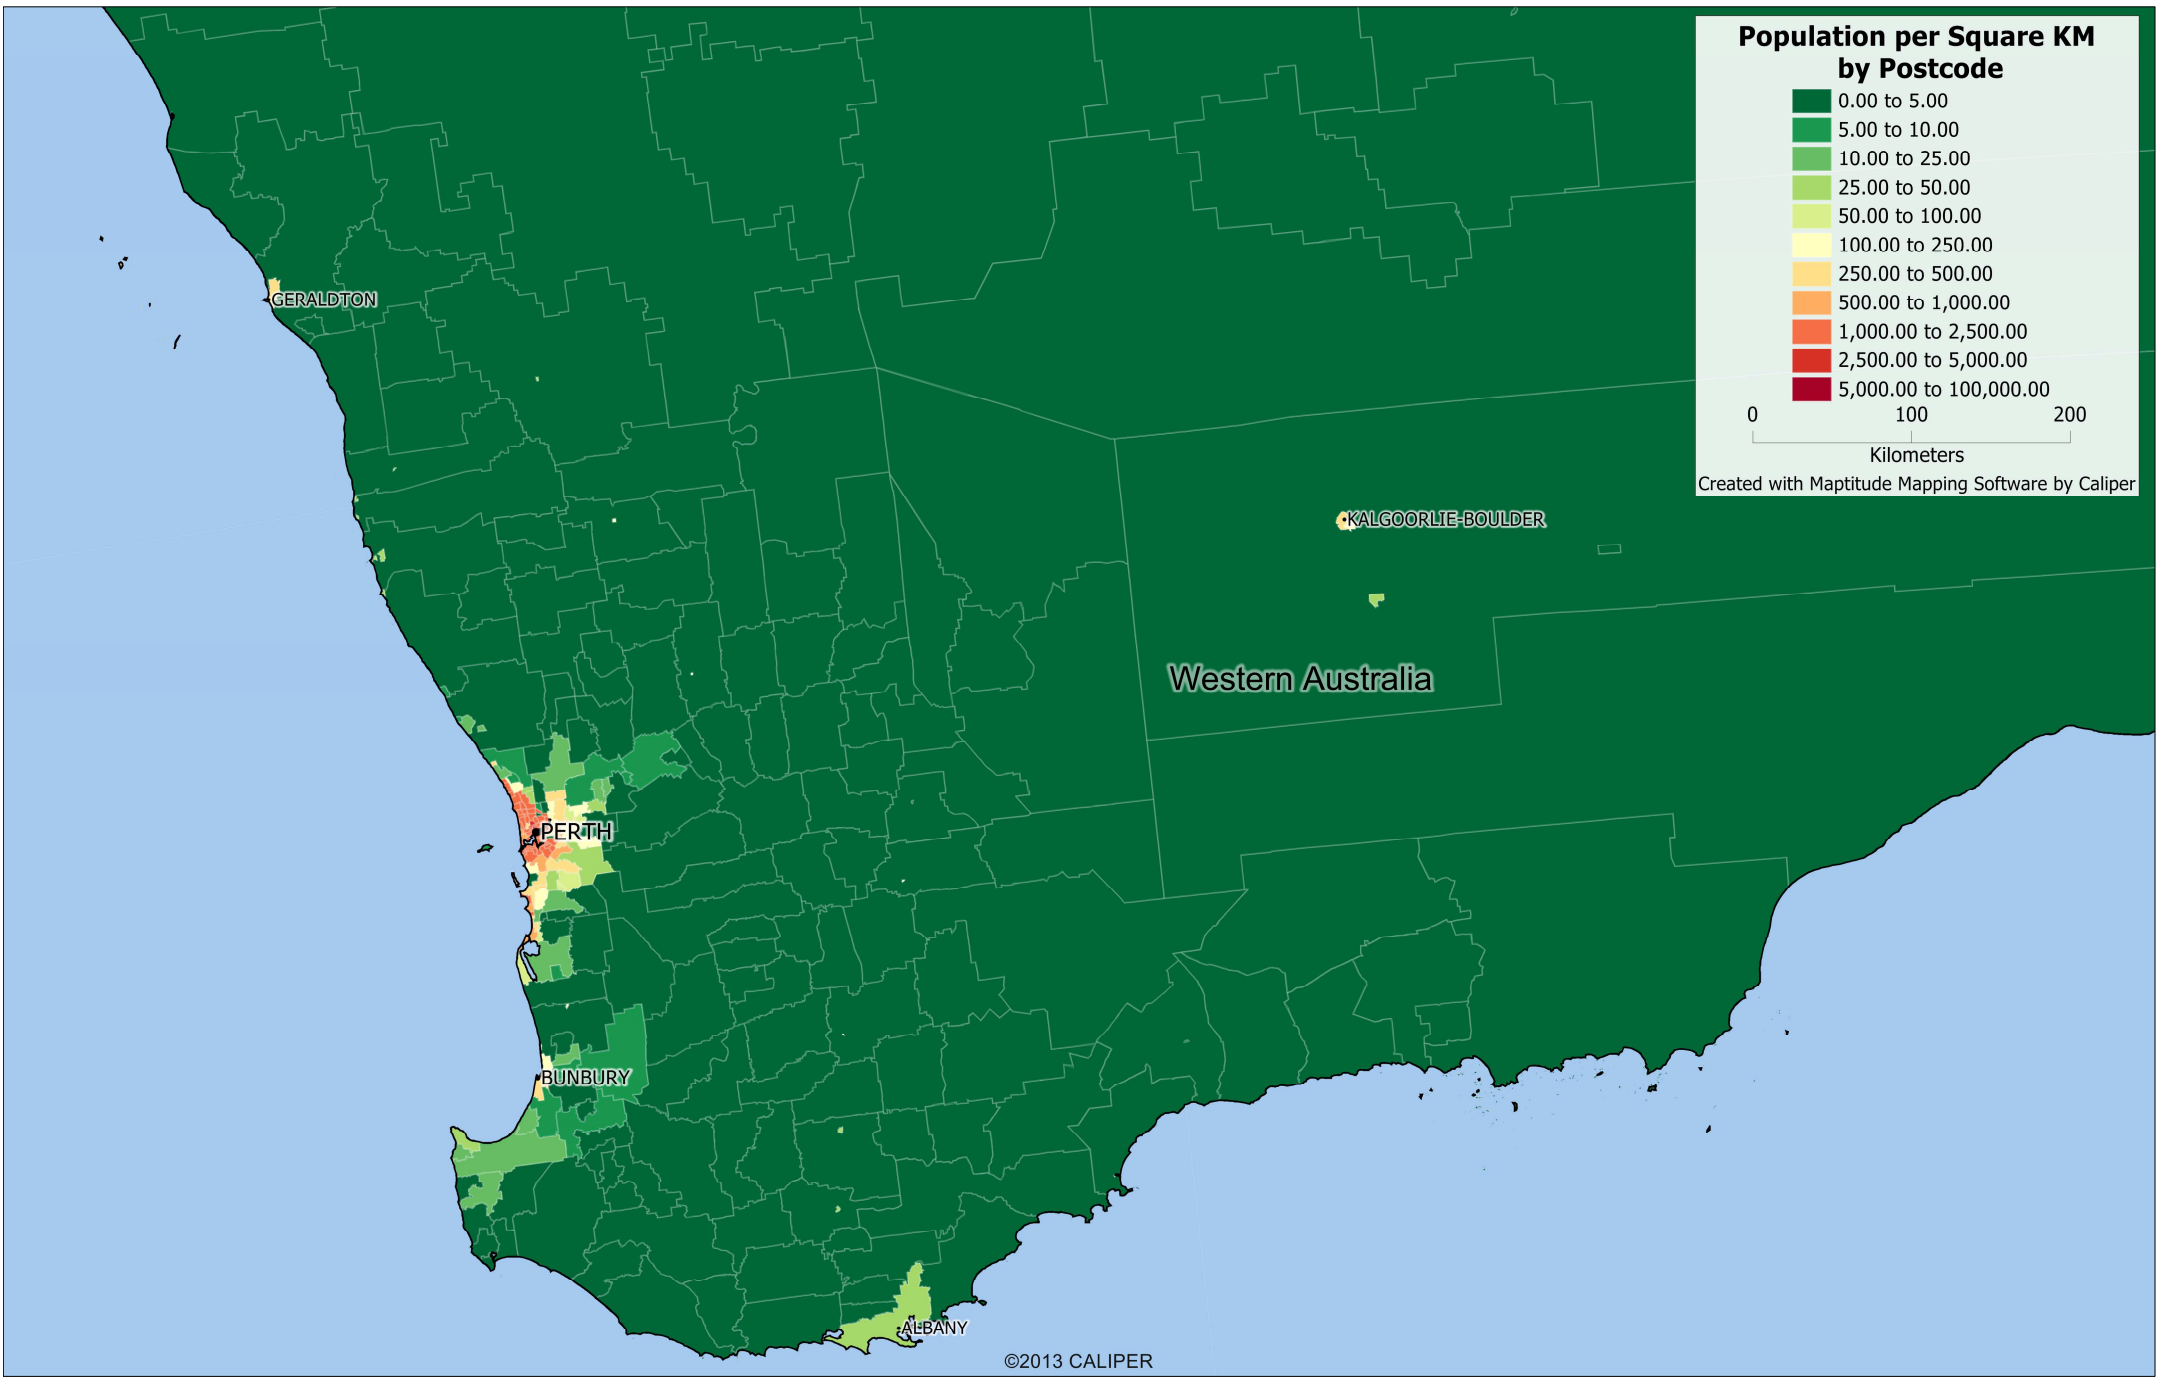 Population per Square KM
by Postcode
0.00 to 5.00
5.00 to 10.00
10.00 to 25.00
25.00 to 50.00
50.00 to 100.00
100.00 to 250.00
250.00 to 500.00
500.00 to 1,000.00
1,000.00 to 2,500.00
2,500.00 to 5,000.00
5,000.00 to 100,000.00
0 100 200
Kilometers
Created with Maptitude Mapping Software by Caliper
GERALDTON
KALGOORLIE-BOULDER
Western Australia
PERTH
BUNBURY
ALBANY
©2013 CALIPER